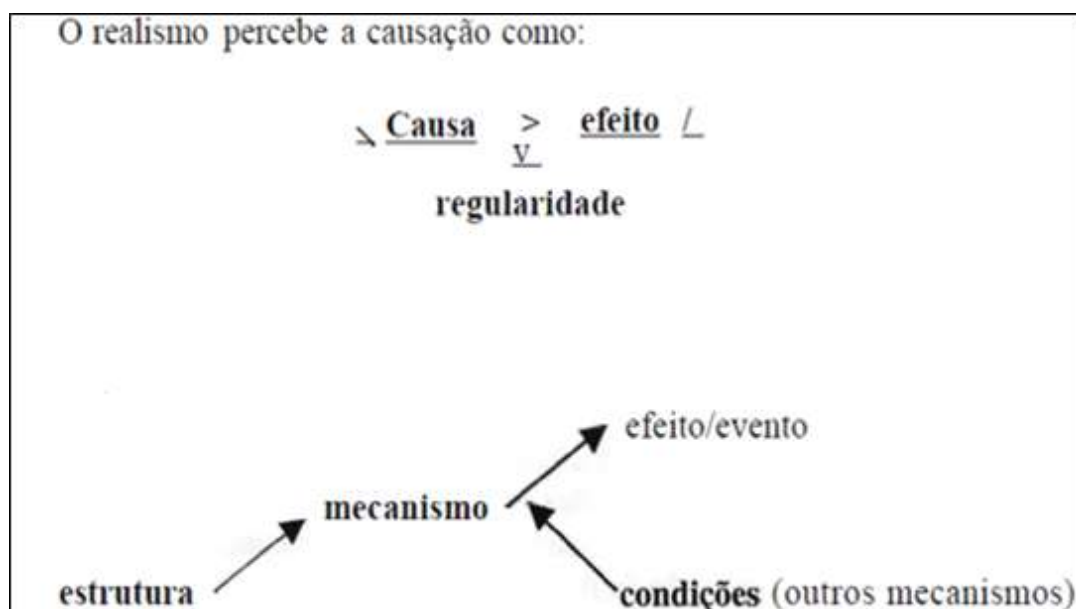 O realismo percebe a causação como:
\ Causa > efeito /
v
regularidade
efeito/evento
mecanismo
estrutura
condições (outros mecanismos)